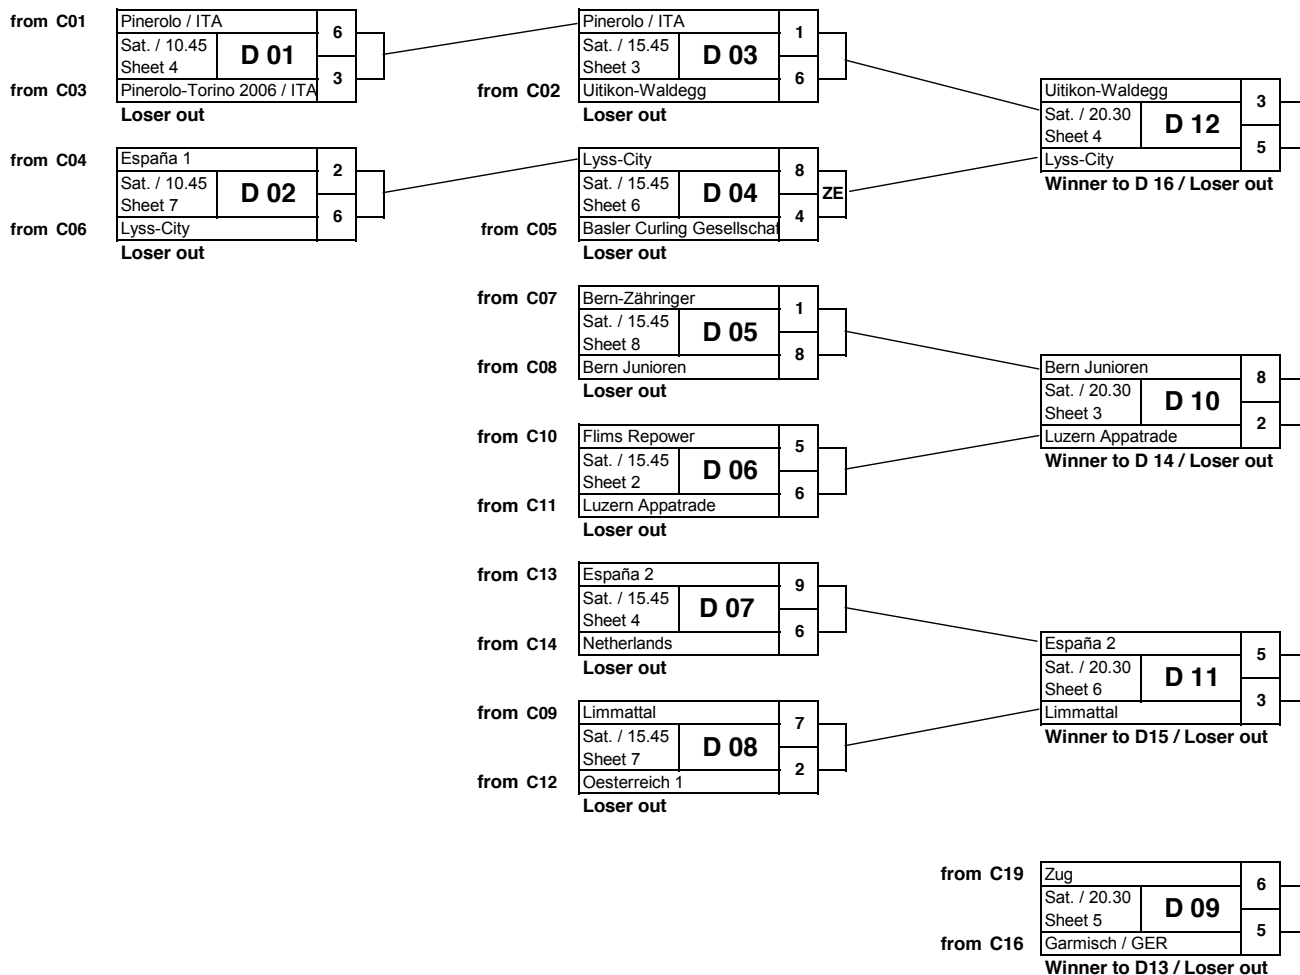 from C01
Pinerolo / ITA
6
Sat. / 10.45
Sheet 4
D 01
3
from C03
Pinerolo-Torino 2006 / ITA
Loser out
from C04
España 1
2
Sat. / 10.45
Sheet 7
D 02
6
from C06
Lyss-City
Loser out
Pinerolo / ITA
1
Sat. / 15.45
Sheet 3
D 03
6
from C02
Uitikon-Waldegg
Loser out
Lyss-City
8
Sat. / 15.45
Sheet 6
D 04
ZE
4
from C05
Basler Curling Gesellschaf
Loser out
from C07
Bern-Zähringer
1
Sat. / 15.45
Sheet 8
D 05
8
from C08
Bern Junioren
Loser out
from C10
Flims Repower
5
Sat. / 15.45
Sheet 2
D 06
6
from C11
Luzern Appatrade
Loser out
from C13
España 2
9
Sat. / 15.45
Sheet 4
D 07
6
from C14
Netherlands
Loser out
from C09
Limmattal
7
Sat. / 15.45
Sheet 7
D 08
2
from C12
Oesterreich 1
Loser out
Uitikon-Waldegg
3
Sat. / 20.30
Sheet 4
D 12
5
Lyss-City
Winner to D 16 / Loser out
Bern Junioren
8
Sat. / 20.30
Sheet 3
D 10
2
Luzern Appatrade
Winner to D 14 / Loser out
España 2
5
Sat. / 20.30
Sheet 6
D 11
3
Limmattal
Winner to D15 / Loser out
from C19
Zug
6
Sat. / 20.30
Sheet 5
D 09
5
from C16
Garmisch / GER
Winner to D13 / Loser out